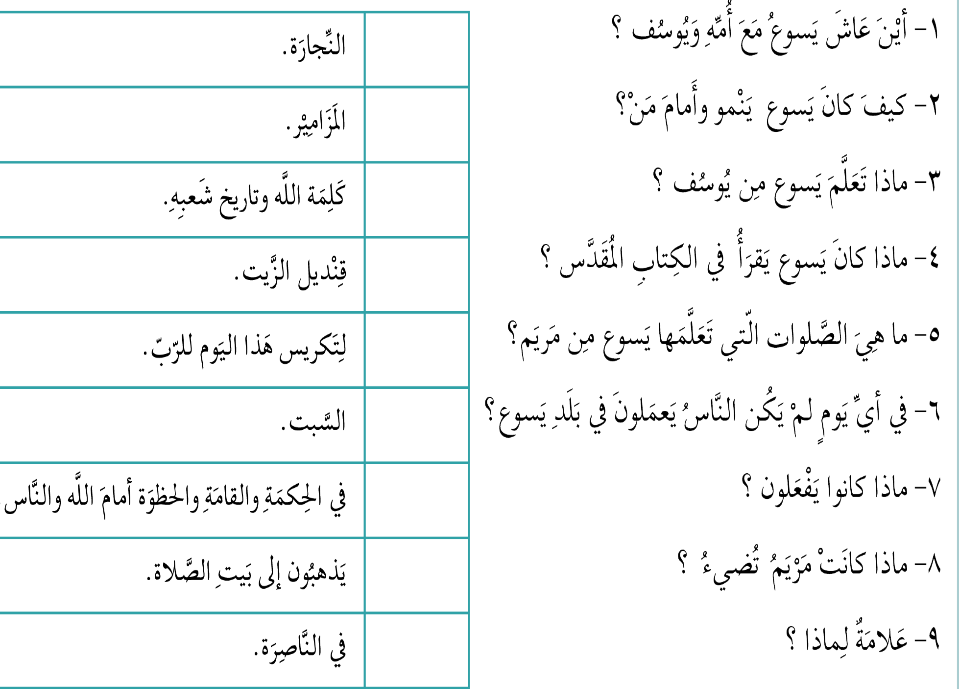 ١- أيْنَ عَاشَ يَسوعُ مَعَ أُمِّهِ وَيُوسُف ؟
٢- كيفَ كانَ يَسوع يَنْمو وأَمامَ مَنْ؟
٣- ماذا تَعَلَّمَ يَسوع مِن يُوسُف ؟
٤- ماذا كانَ يَسوع يَقرَأُ في الكِتابِ المُقَدَّس ؟
٥- ما هِيَ الصَّلوات الّتي تَعَلَّمَها يَسوع مِن مَريَم؟
٦- في أيِّ يَومٍ لمْ يَكُن النَّاسُ يَعمَلونَ في بَلَدِ يَسوع؟
٧- ماذا كانوا يَفْعَلون ؟
٨- ماذا كانَتْ مَرْيَمُ تُضيءُ ؟
٩- عَلامَةٌ لِماذا ؟
النِّجارَة.
المَزَامِيْر.
كَلِمَة اللَّه وتاريخ شَعبِهِ.
قِنْديل الزَّيت.
لِتَكريس هَذا اليَوم للرّبّ.
السَّبت.
في الحِكمَةِ والقامَةِ والحظوَة أمامَ اللَّه والنَّاس.
يَذهبُون إلى بَيتِ الصَّلاة.
في النَّاصِرَة.